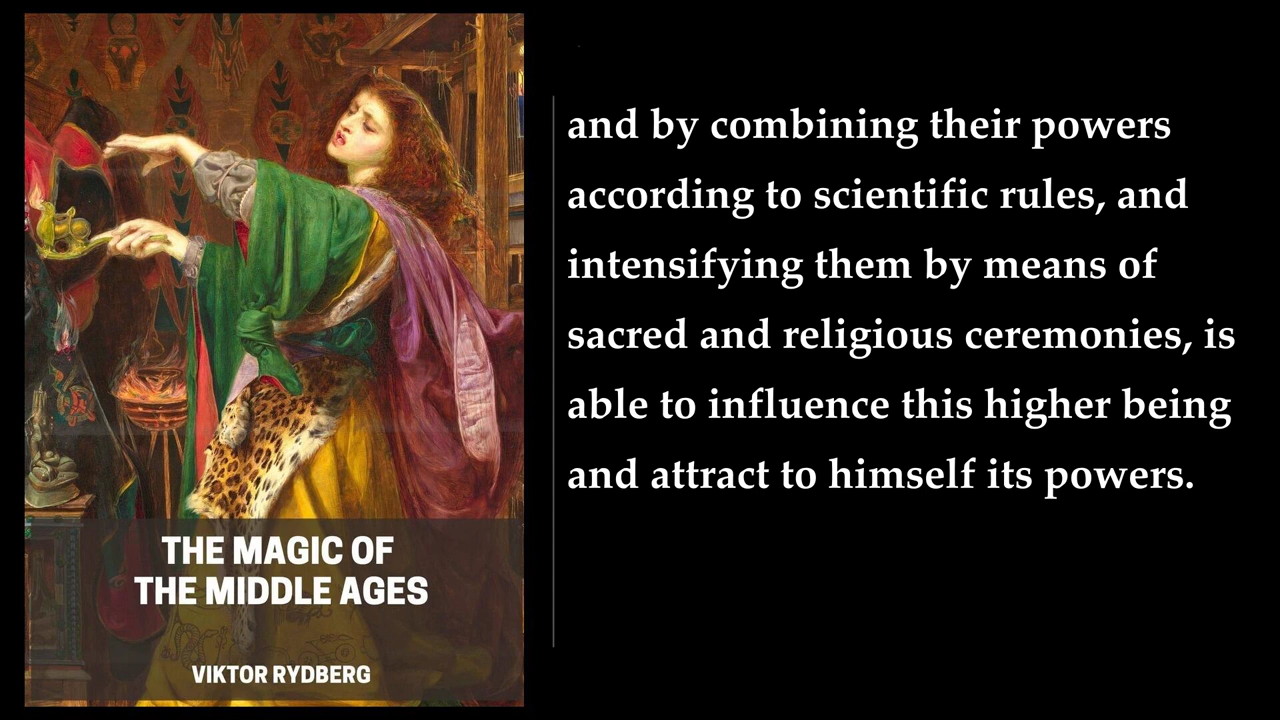 THE MAGIC OF
THE MIDDLE AGES
VIKTOR RYDBERG
and by combining their powers
according to scientific rules, and
intensifying them by means of
sacred and religious ceremonies, is
able to influence this higher being
and attract to himself its powers.